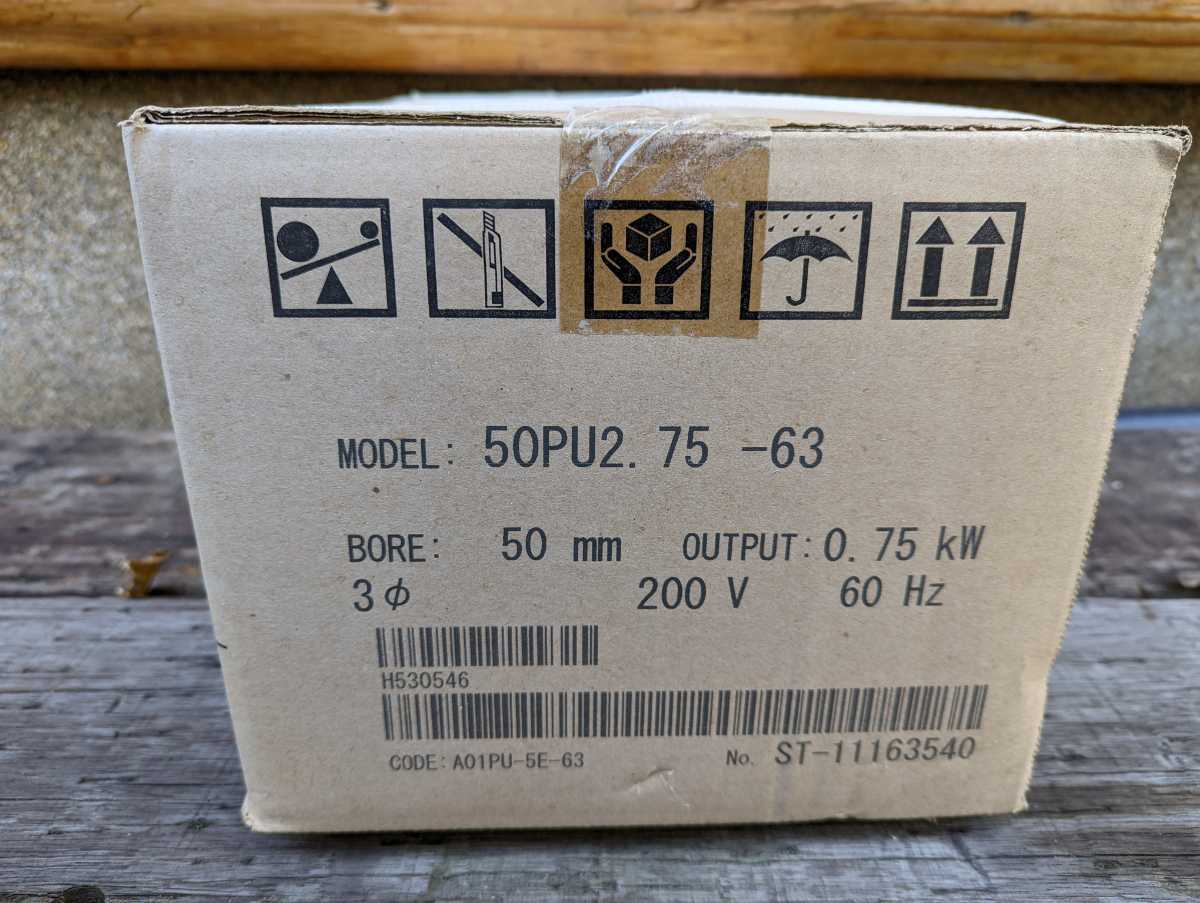 MODEL: 50PU2.75 -63
BORE: 50 mm OUTPUT: 0.75 kW
3φ 200 V 60 Hz
H530546
CODE: A01PU-5E-63 No. ST-11163540